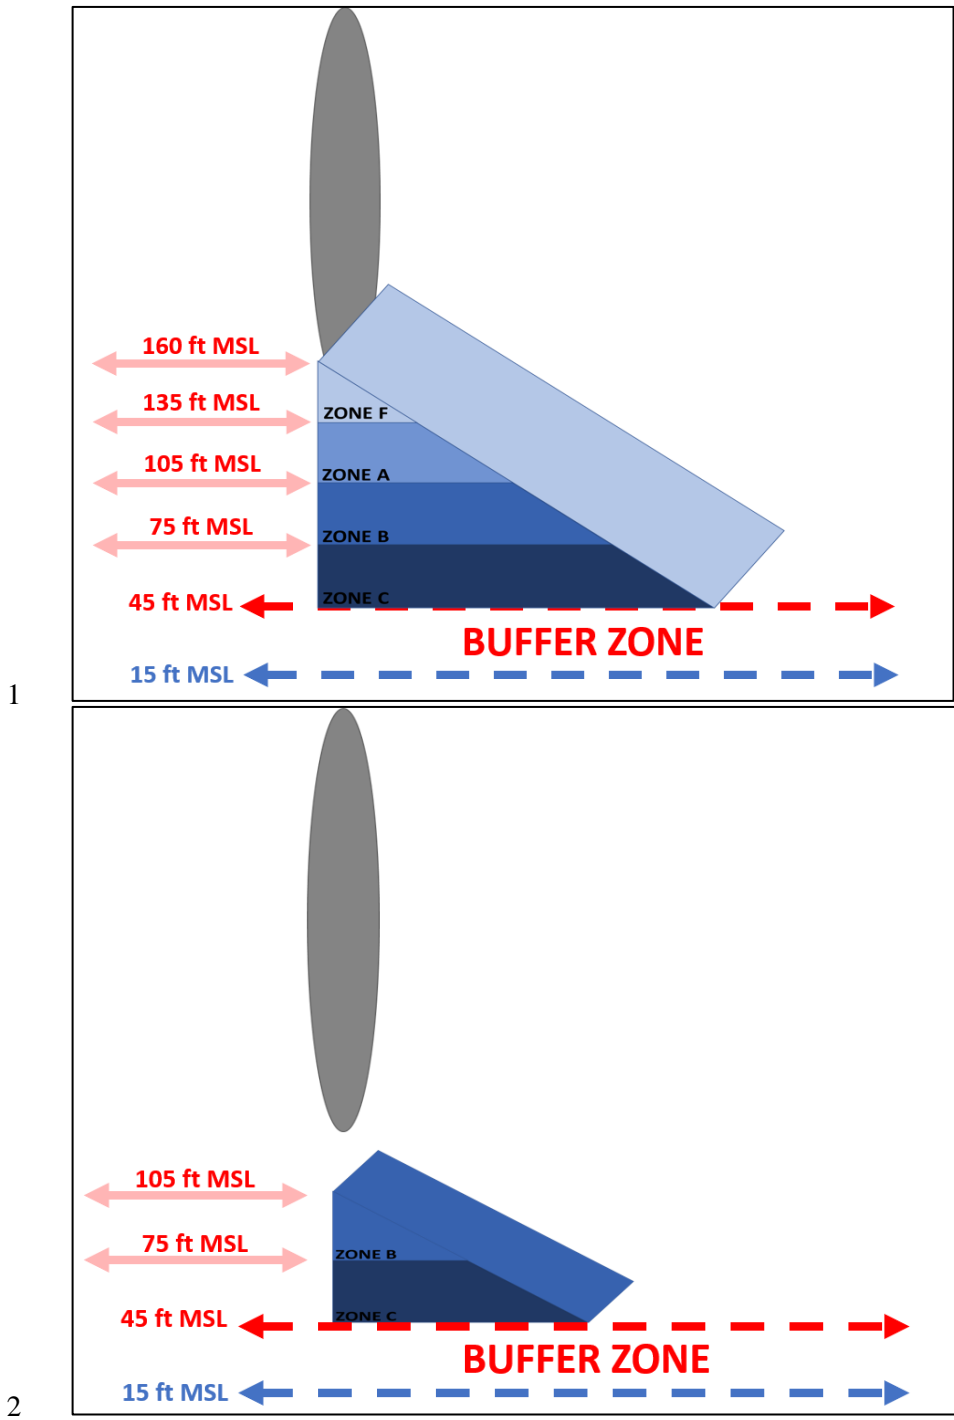 160 ft MSL
135 ft MSL
ZONE F
105 ft MSL
ZONE A
75 ft MSL
ZONE B
45 ft MSL
ZONE C
BUFFER ZONE
15 ft MSL
1
105 ft MSL
75 ft MSL
ZONE B
45 ft MSL
ZONE C
BUFFER ZONE
15 ft MSL
2